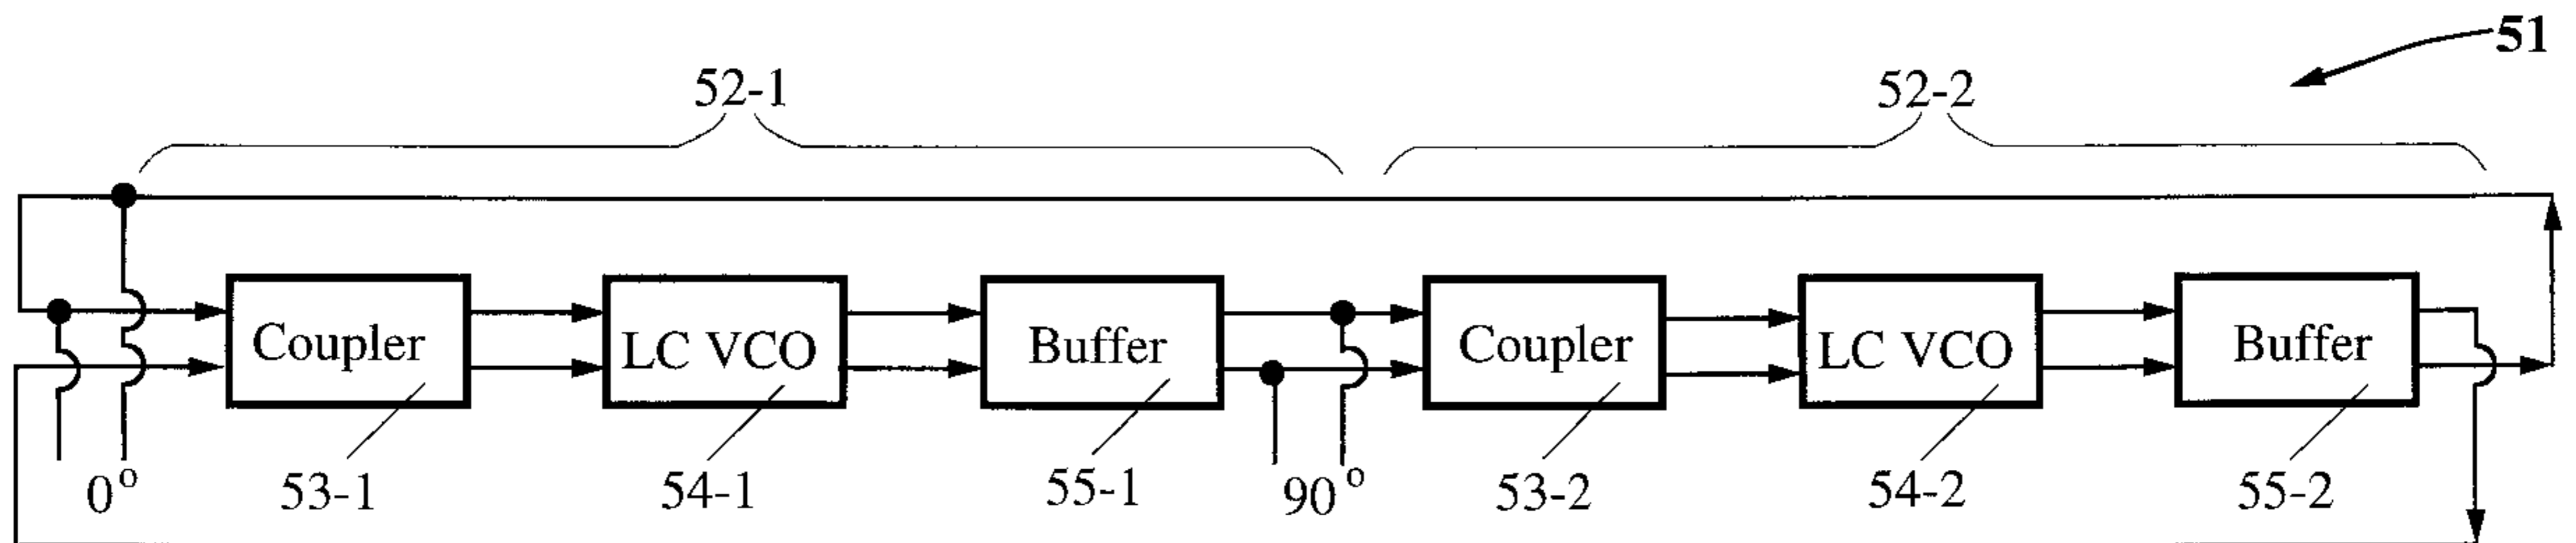 51
52-1
52-2
Coupler
LC VCO
Buffer
Coupler
LC VCO
Buffer
0°
53-1
54-1
55-1
90°
53-2
54-2
55-2